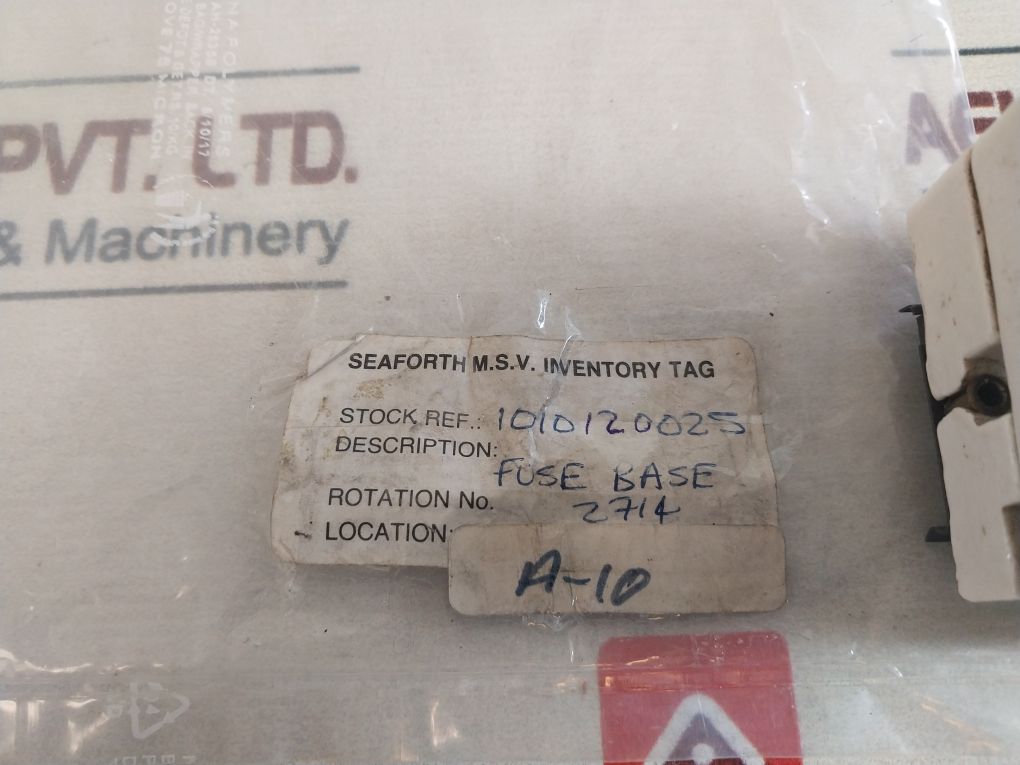 PVT. LTD.
& Machinery
SEAFORTH M.S.V. INVENTORY TAG
STOCK REF.: 1010120025
DESCRIPTION:
FUSE BASE
ROTATION No. 2714
LOCATION:
A-10